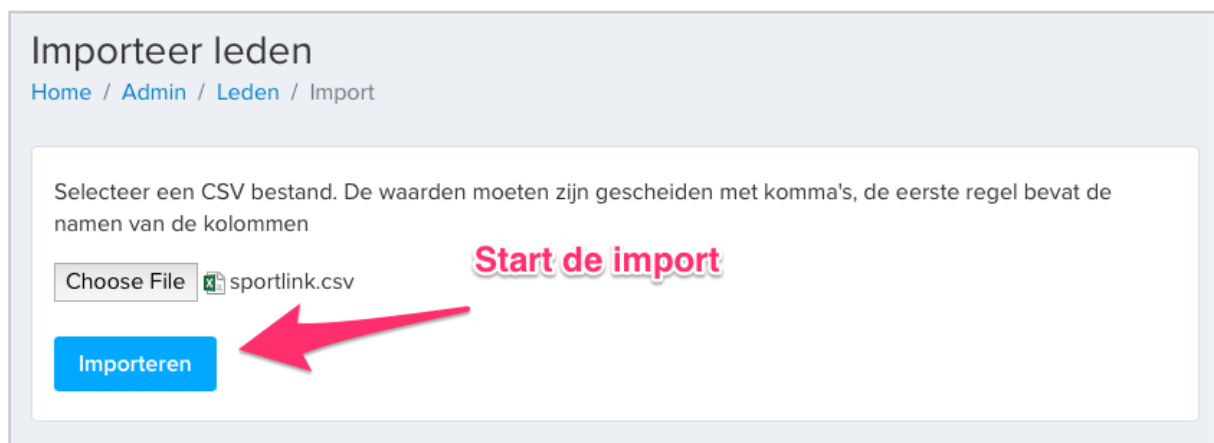 Importeer leden
Home / Admin / Leden / Import
Selecteer een CSV bestand. De waarden moeten zijn gescheiden met komma's, de eerste regel bevat de
namen van de kolommen
Start de import
Choose File sportlink.csv
Importeren